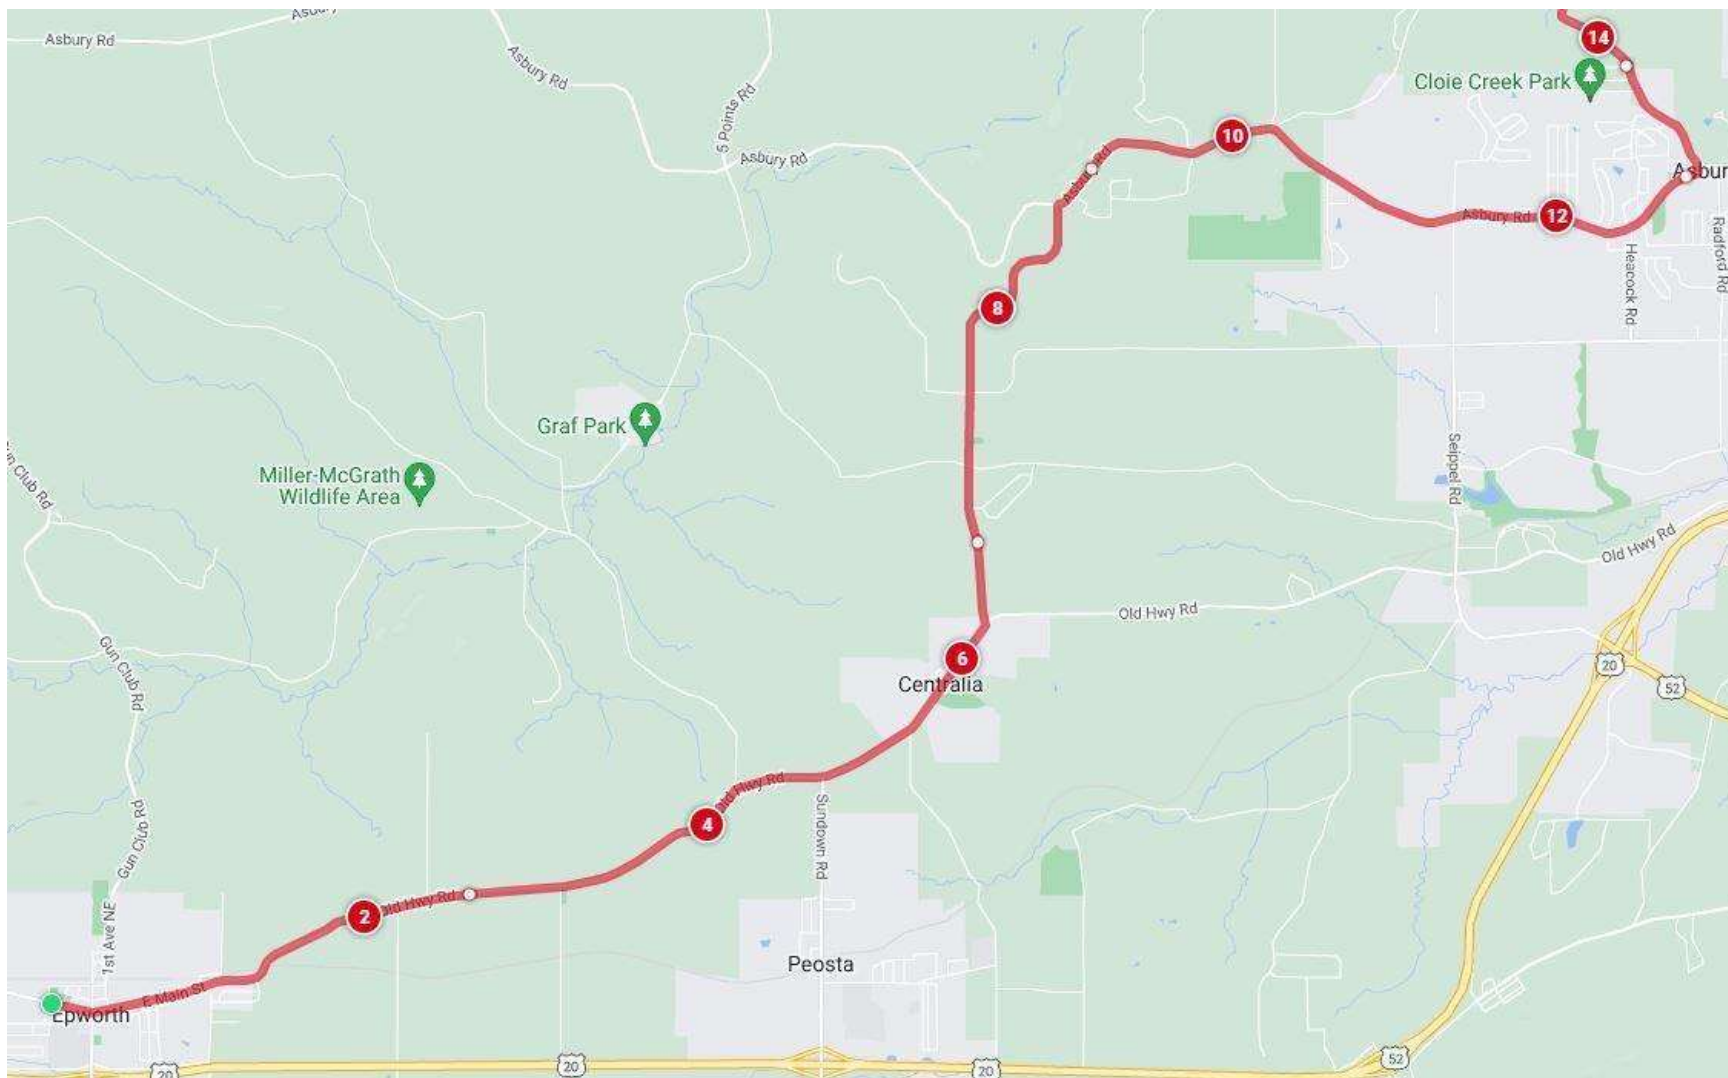 Asbury Rd
Asbury Rd
5 Points Rd
Asbury Rd
Asbury Rd
10
14
Cloie Creek Park
Asbur
Asbury Rd
12
Radford Rd
Heacock Rd
8
Graf Park
Miller-McGrath
Wildlife Area
Gun Club Rd
Seippel Rd
Old Hwy Rd
Old Hwy Rd
6
Centralia
20
52
Gun Club Rd
Old Hwy Rd
4
Sundown Rd
Gun Club Rd
2
Old Hwy Rd
1st Ave NE
Peosta
E Main St
Epworth
20
20
20
52